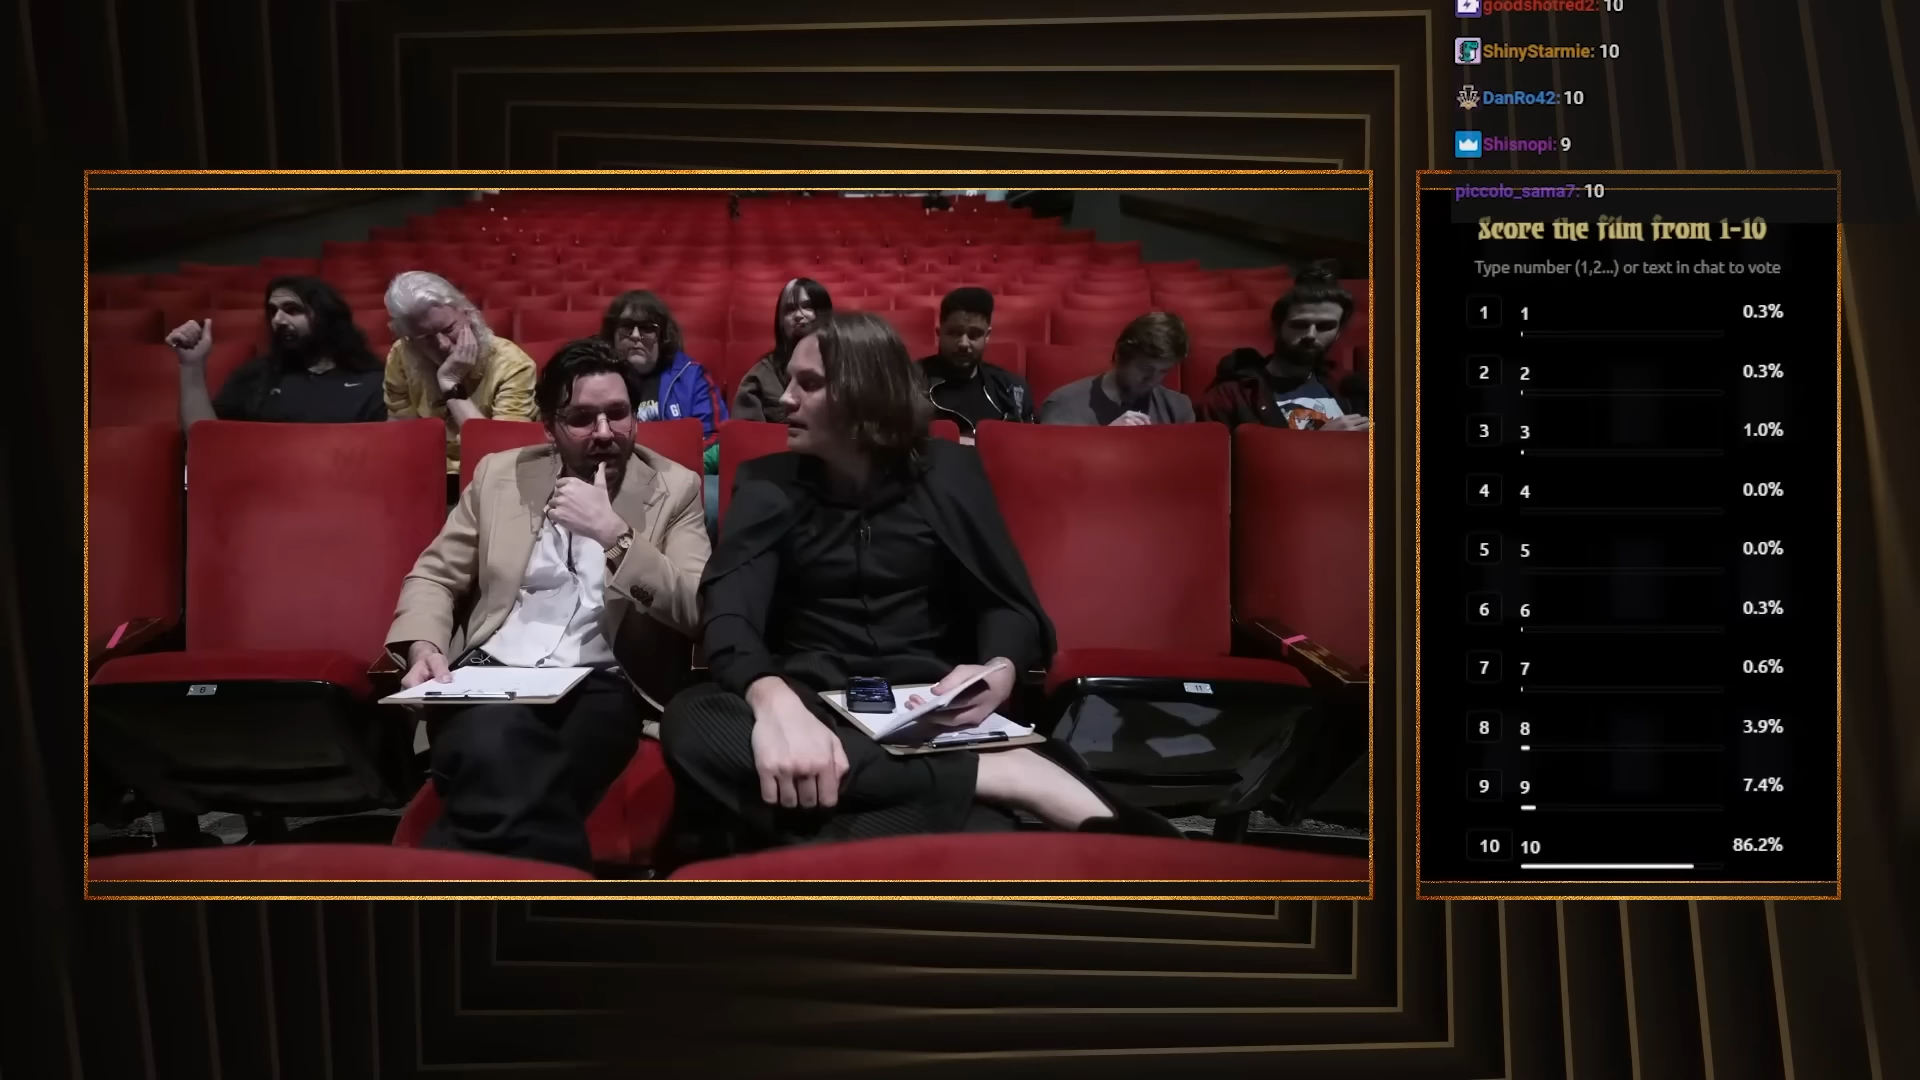 goodshotred2: 10
ShinyStarmie: 10
DanRo42: 10
Shisnopi: 9
piccolo_sama7: 10
Score the film from 1-10
Type number (1,2...) or text in chat to vote
1 1 0.3%
2 2 0.3%
3 3 1.0%
4 4 0.0%
5 5 0.0%
6 6 0.3%
7 7 0.6%
8 8 3.9%
9 9 7.4%
10 10 86.2%
11